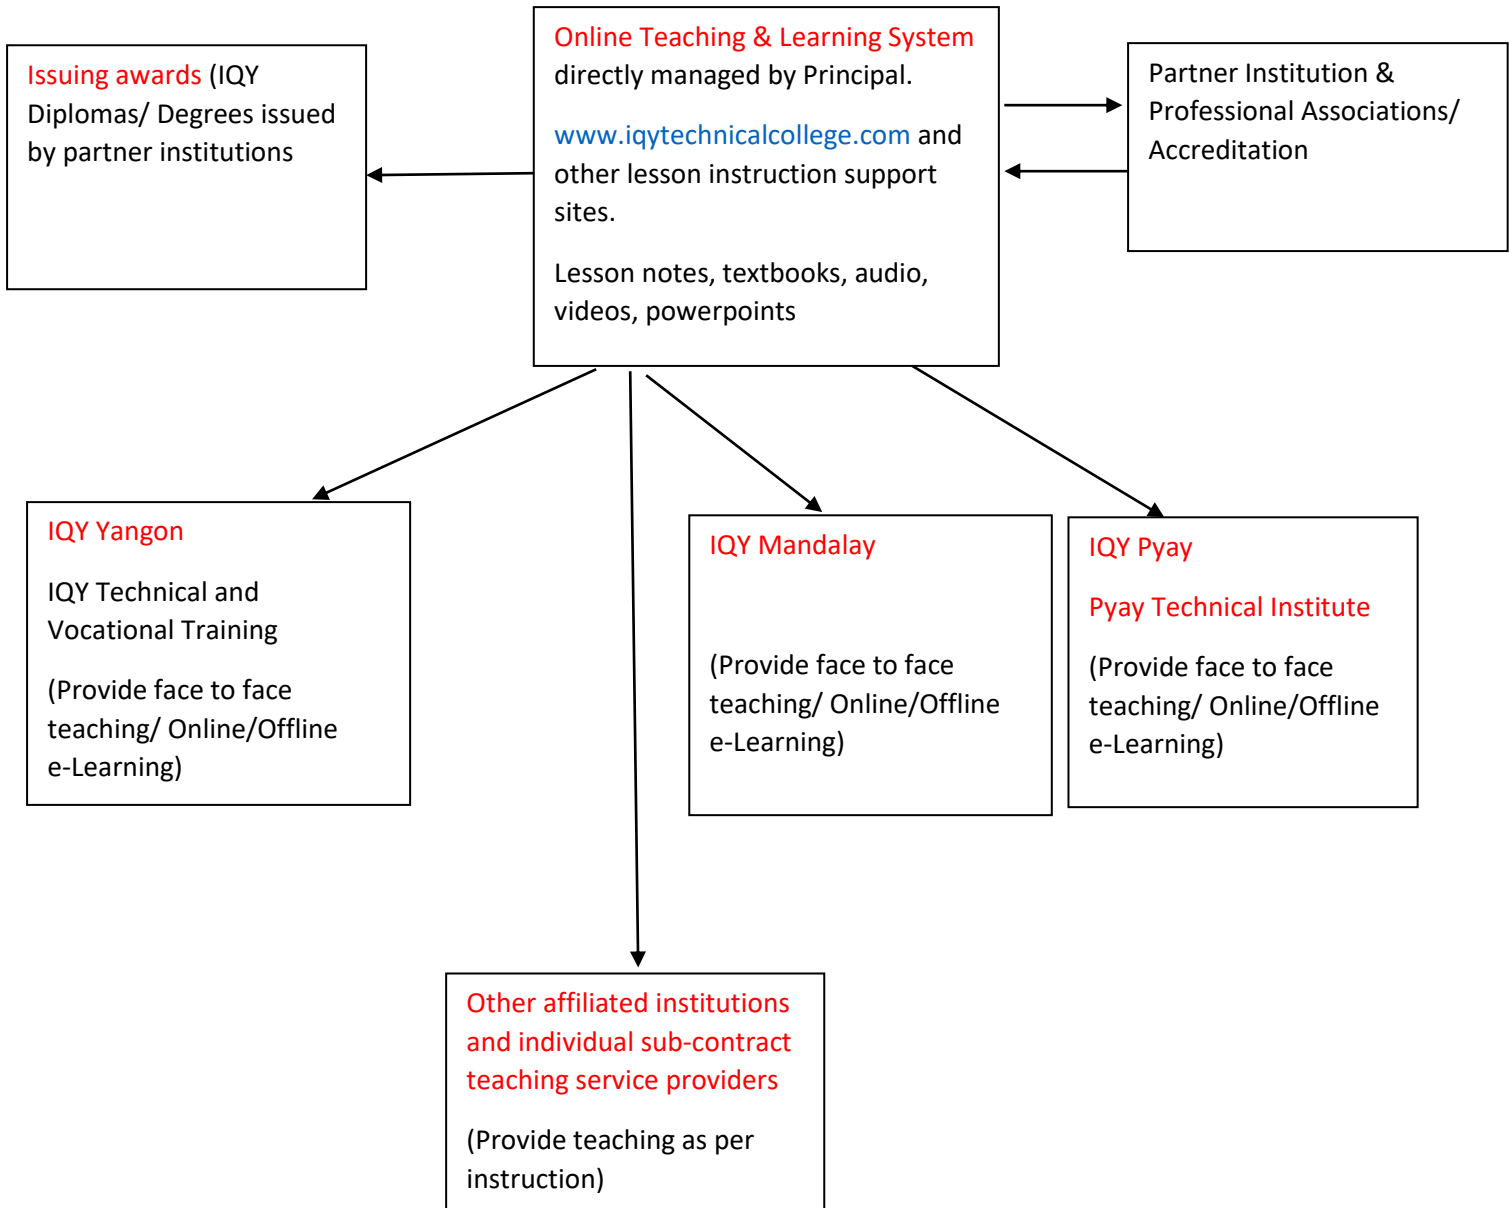 Issuing awards (IQY
Diplomas/ Degrees issued
by partner institutions
Online Teaching & Learning System
directly managed by Principal.
www.iqytechnicalcollege.com and
other lesson instruction support
sites.
Lesson notes, textbooks, audio,
videos, powerpoints
Partner Institution &
Professional Associations/
Accreditation
IQY Yangon
IQY Technical and
Vocational Training
(Provide face to face
teaching/ Online/Offline
e-Learning)
IQY Mandalay
(Provide face to face
teaching/ Online/Offline
e-Learning)
IQY Pyay
Pyay Technical Institute
(Provide face to face
teaching/ Online/Offline
e-Learning)
Other affiliated institutions
and individual sub-contract
teaching service providers
(Provide teaching as per
instruction)